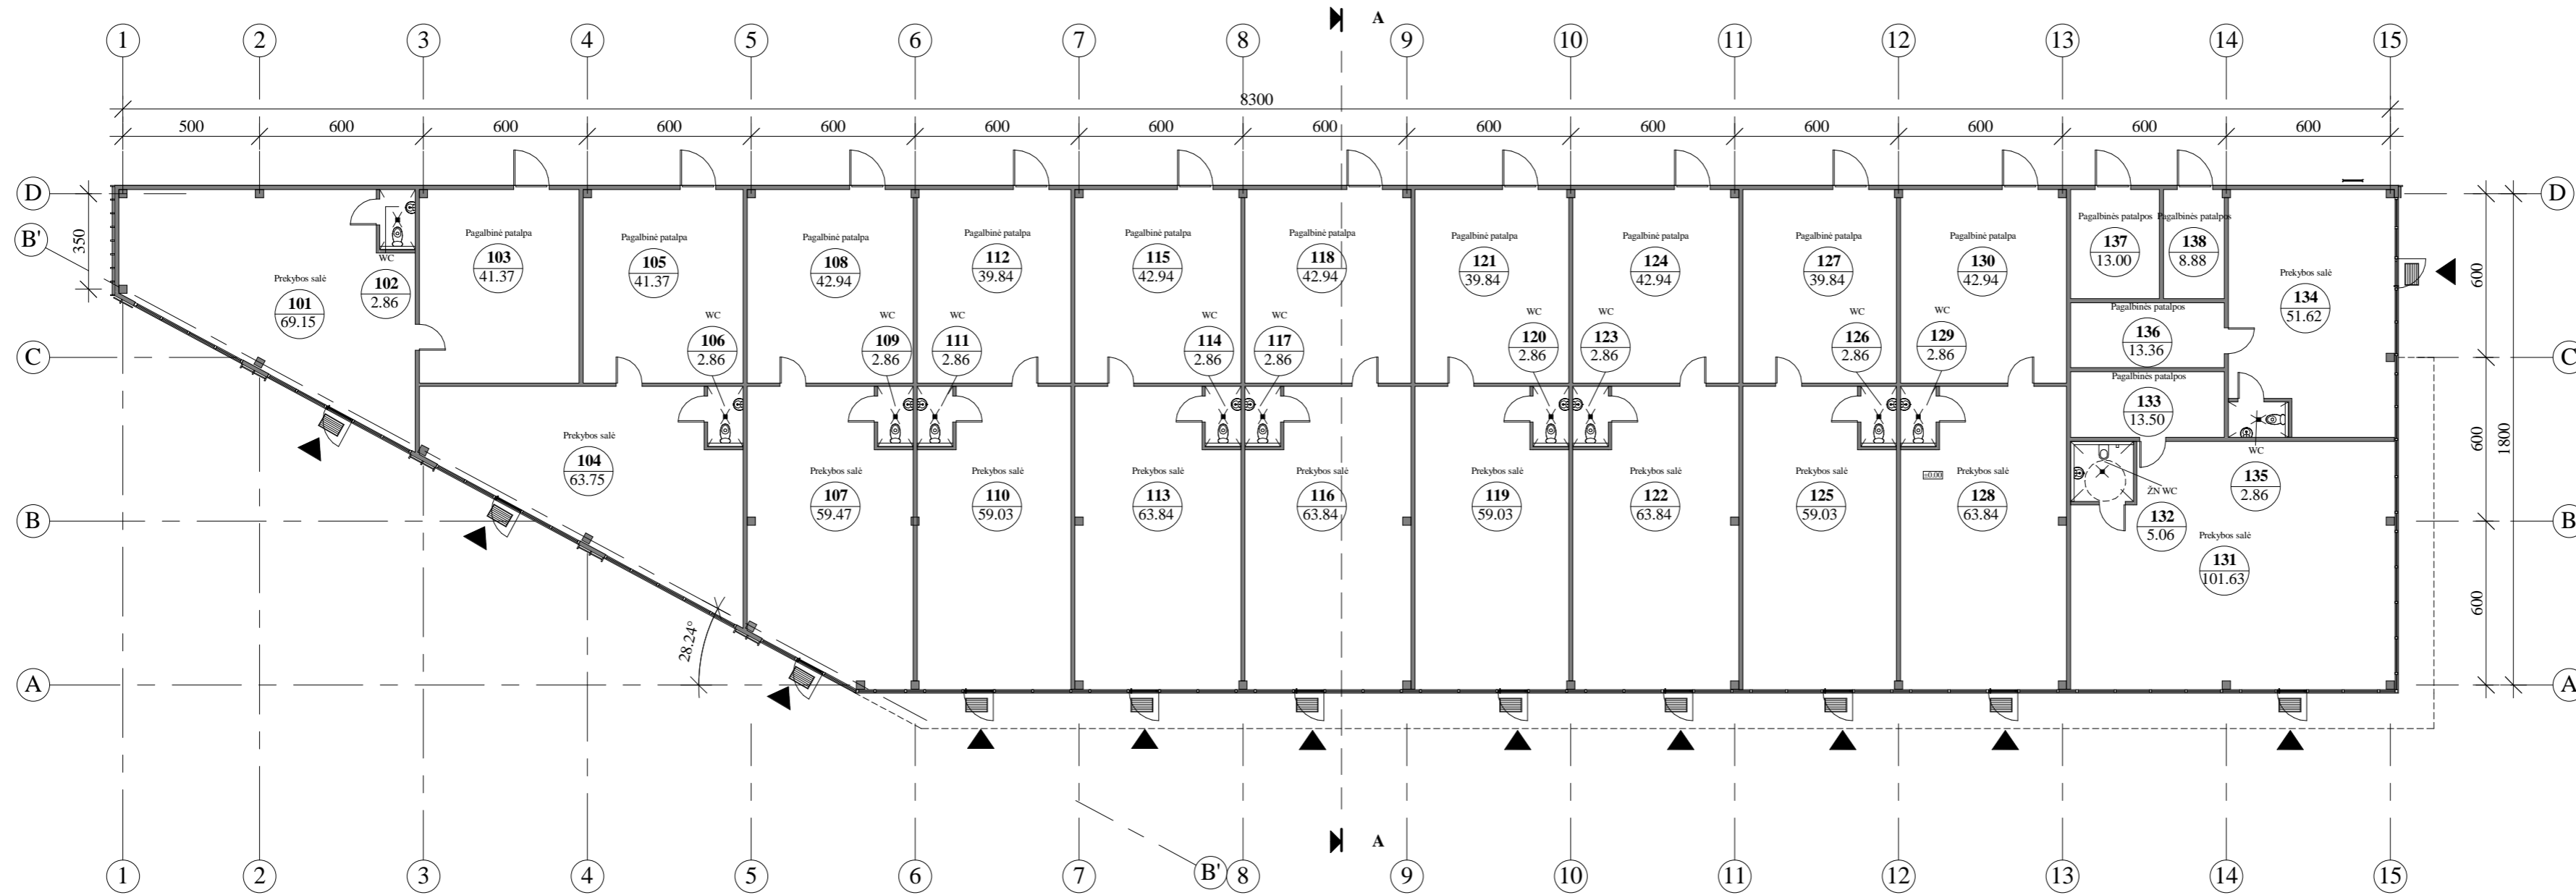 A
1 2 3 4 5 6 7 8 9 10 11 12 13 14 15
8300
500 600 600 600 600 600 600 600 600 600 600 600 600 600
D
D
350
B'
C
C
B
B
A
A
600
600
600
1800
Prekybos salė
101
69.15
WC
102
2.86
Pagalbinė patalpa
103
41.37
Prekybos salė
104
63.75
Pagalbinė patalpa
105
41.37
WC
106
2.86
Prekybos salė
107
59.47
Pagalbinė patalpa
108
42.94
WC
109
2.86
Prekybos salė
110
59.03
WC
111
2.86
Pagalbinė patalpa
112
39.84
Prekybos salė
113
63.84
WC
114
2.86
Pagalbinė patalpa
115
42.94
Prekybos salė
116
63.84
WC
117
2.86
Pagalbinė patalpa
118
42.94
Prekybos salė
119
59.03
WC
120
2.86
Pagalbinė patalpa
121
39.84
Prekybos salė
122
63.84
WC
123
2.86
Pagalbinė patalpa
124
42.94
Prekybos salė
125
59.03
WC
126
2.86
Pagalbinė patalpa
127
39.84
Prekybos salė
128
63.84
±0.00
WC
129
2.86
Pagalbinė patalpa
130
42.94
Prekybos salė
131
101.63
ŽN WC
132
5.06
Pagalbinės patalpos
133
13.50
Prekybos salė
134
51.62
WC
135
2.86
Pagalbinės patalpos
136
13.36
Pagalbinės patalpos
137
13.00
Pagalbinės patalpos
138
8.88
28.24°
A
B'
1 2 3 4 5 6 7 8 9 10 11 12 13 14 15